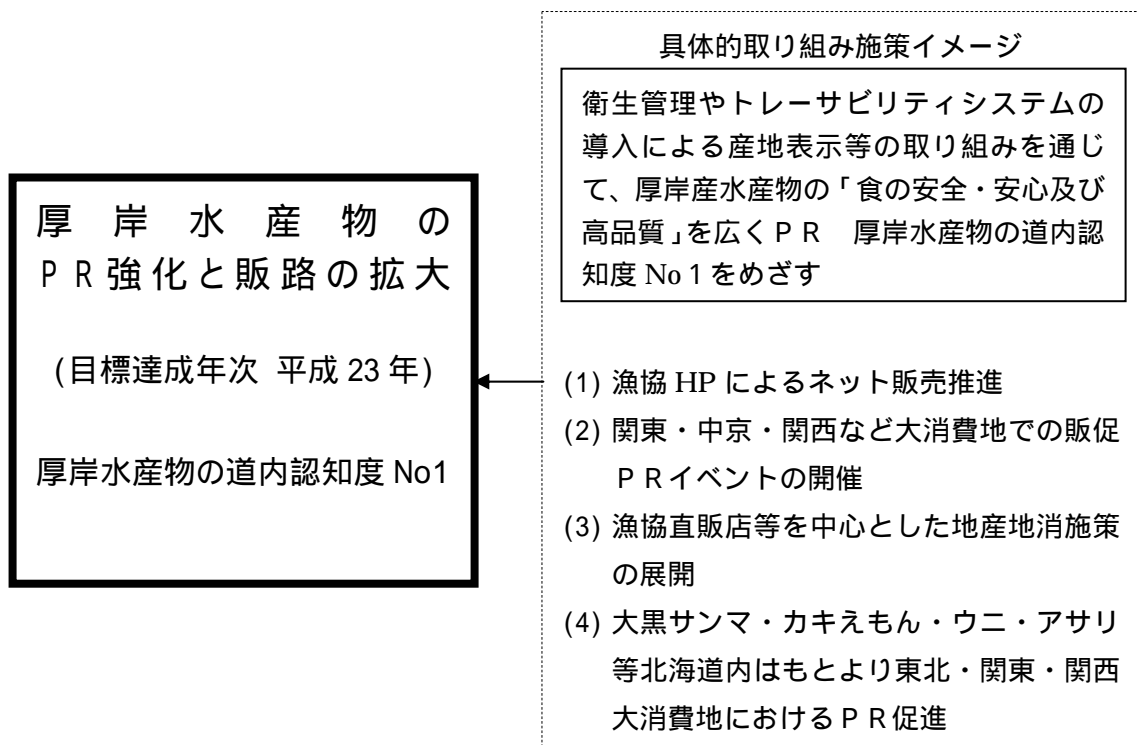 厚岸水産物の
PR強化と販路の拡大
(目標達成年次 平成23年)
厚岸水産物の道内認知度No1
具体的取り組み施策イメージ
衛生管理やトレーサビリティシステムの
導入による産地表示等の取り組みを通じ
て、厚岸産水産物の「食の安全・安心及び
高品質」を広くPR 厚岸水産物の道内認
知度No1をめざす
(1) 漁協HPによるネット販売推進
(2) 関東・中京・関西など大消費地での販促
PRイベントの開催
(3) 漁協直販店等を中心とした地産地消施策
の展開
(4) 大黒サンマ・カキえもん・ウニ・アサリ
等北海道内はもとより東北・関東・関西
大消費地におけるPR促進